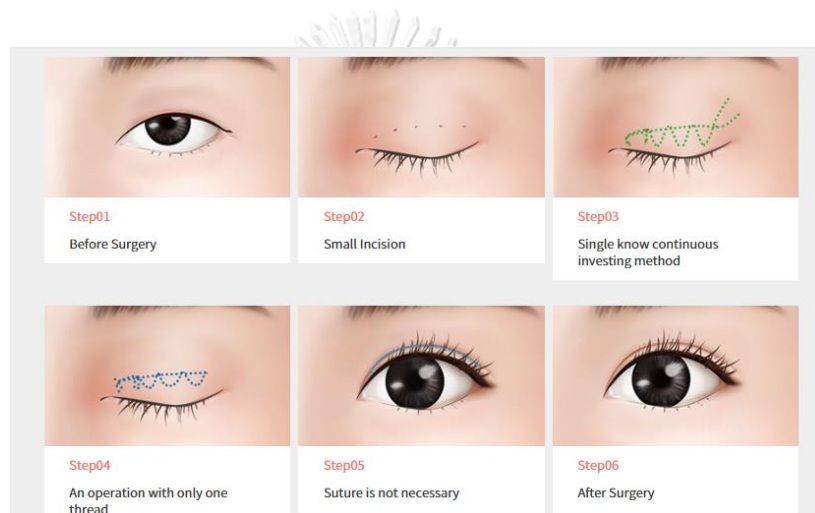 Step01
Before Surgery
Step02
Small Incision
Step03
Single know continuous
investing method
Step04
An operation with only one
thread
Step05
Suture is not necessary
Step06
After Surgery